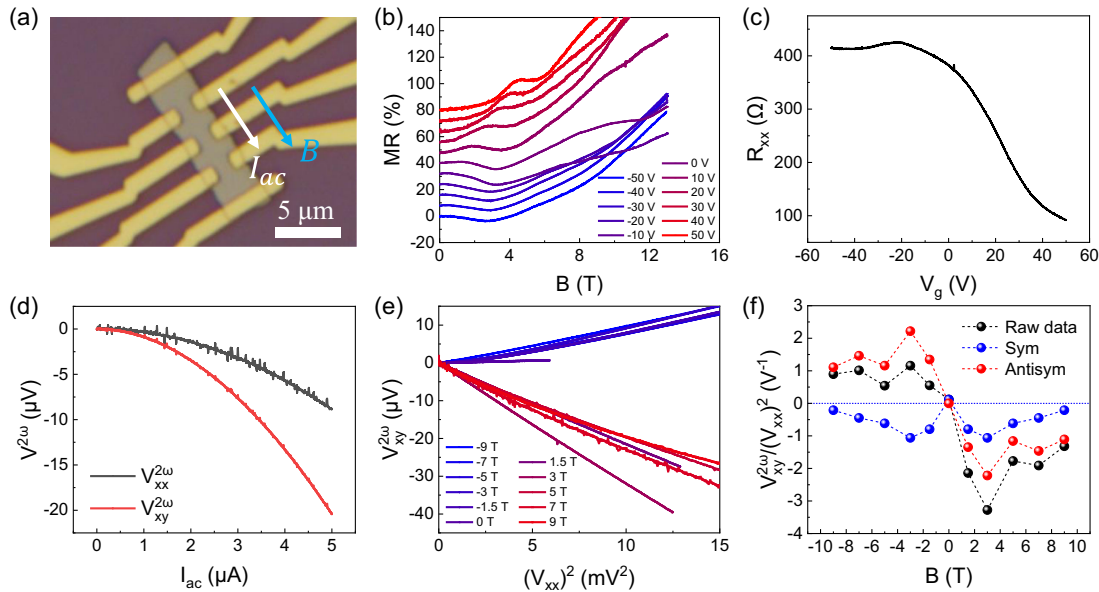 (a)
B
I_ac
5 μm
(b)
MR (%)
140
120
100
80
60
40
20
0
-20
0 V
-50 V 10 V
-40 V 20 V
-30 V 30 V
-20 V 40 V
-10 V 50 V
0 4 8 12 16
B (T)
(c)
R_xx (Ω)
400
300
200
100
-60 -40 -20 0 20 40 60
V_g (V)
(d)
V^2ω (μV)
0
-5
-10
-15
-20
V_xx^2ω
V_xy^2ω
0 1 2 3 4 5
I_ac (μA)
(e)
V_xy^2ω (μV)
10
0
-10
-20
-30
-40
-9 T
-7 T 1.5 T
-5 T 3 T
-3 T 5 T
-1.5 T 7 T
0 T 9 T
0 5 10 15
(V_xx)^2 (mV^2)
(f)
V_xy^2ω/(V_xx)^2 (V^-1)
3
2
1
0
-1
-2
-3
-4
Raw data
Sym
Antisym
-10 -8 -6 -4 -2 0 2 4 6 8 10
B (T)